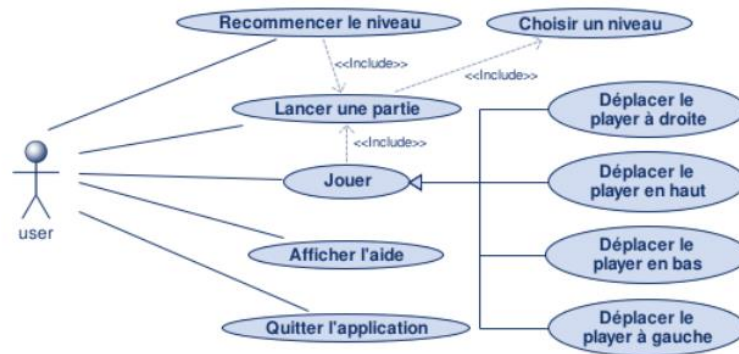 Recommencer le niveau
Choisir un niveau
<<Include>>
<<Include>>
Lancer une partie
<<Include>>
Déplacer le
player à droite
Jouer
Déplacer le
player en haut
user
Afficher l'aide
Déplacer le
player en bas
Quitter l'application
Déplacer le
player à gauche